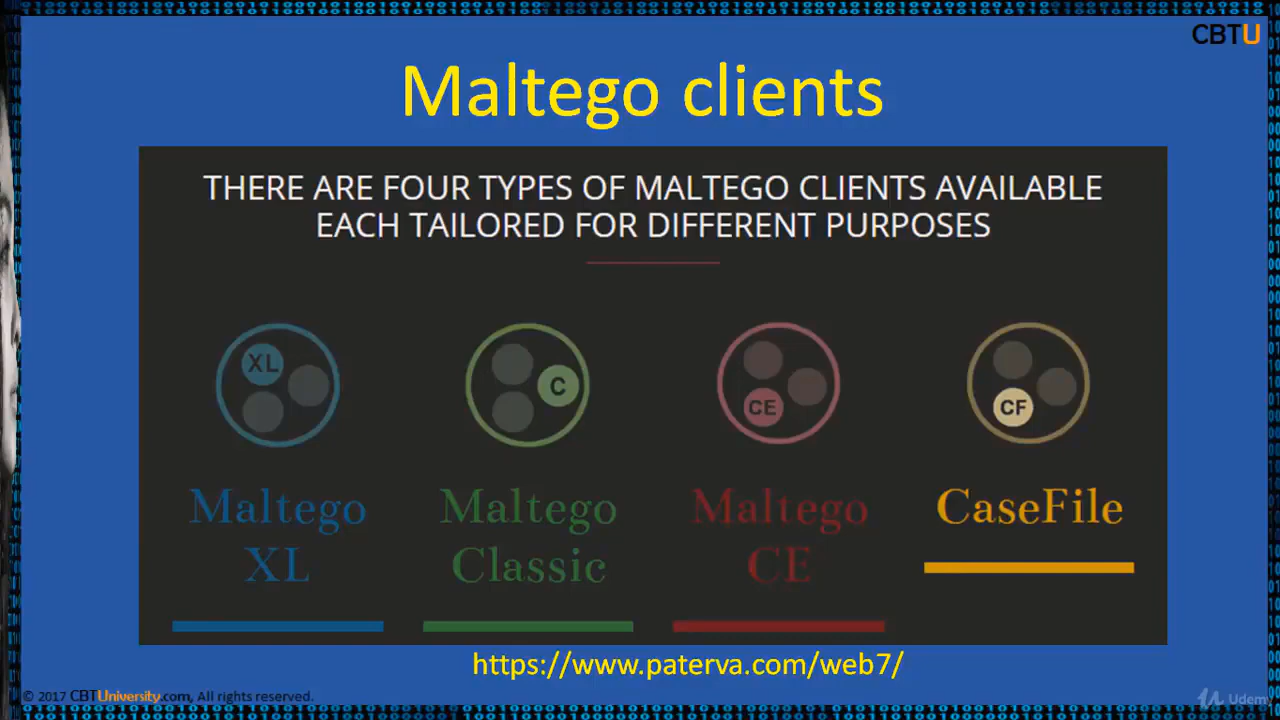 CBTU
Maltego clients
THERE ARE FOUR TYPES OF MALTEGO CLIENTS AVAILABLE
EACH TAILORED FOR DIFFERENT PURPOSES
XL
C
CE
CF
Maltego
XL
Maltego
Classic
Maltego
CE
CaseFile
https://www.paterva.com/web7/
© 2017 CBTUniversity.com, All rights reserved.
Udemy